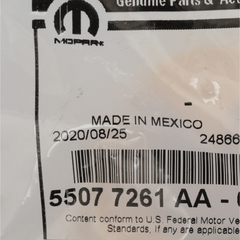 Genuine Parts & Ac
MOPAR
MADE IN MEXICO
2020/08/25
24866
5507 7261 AA -
Content conform to U.S. Federal Motor Ve
Standards, If any are applicable